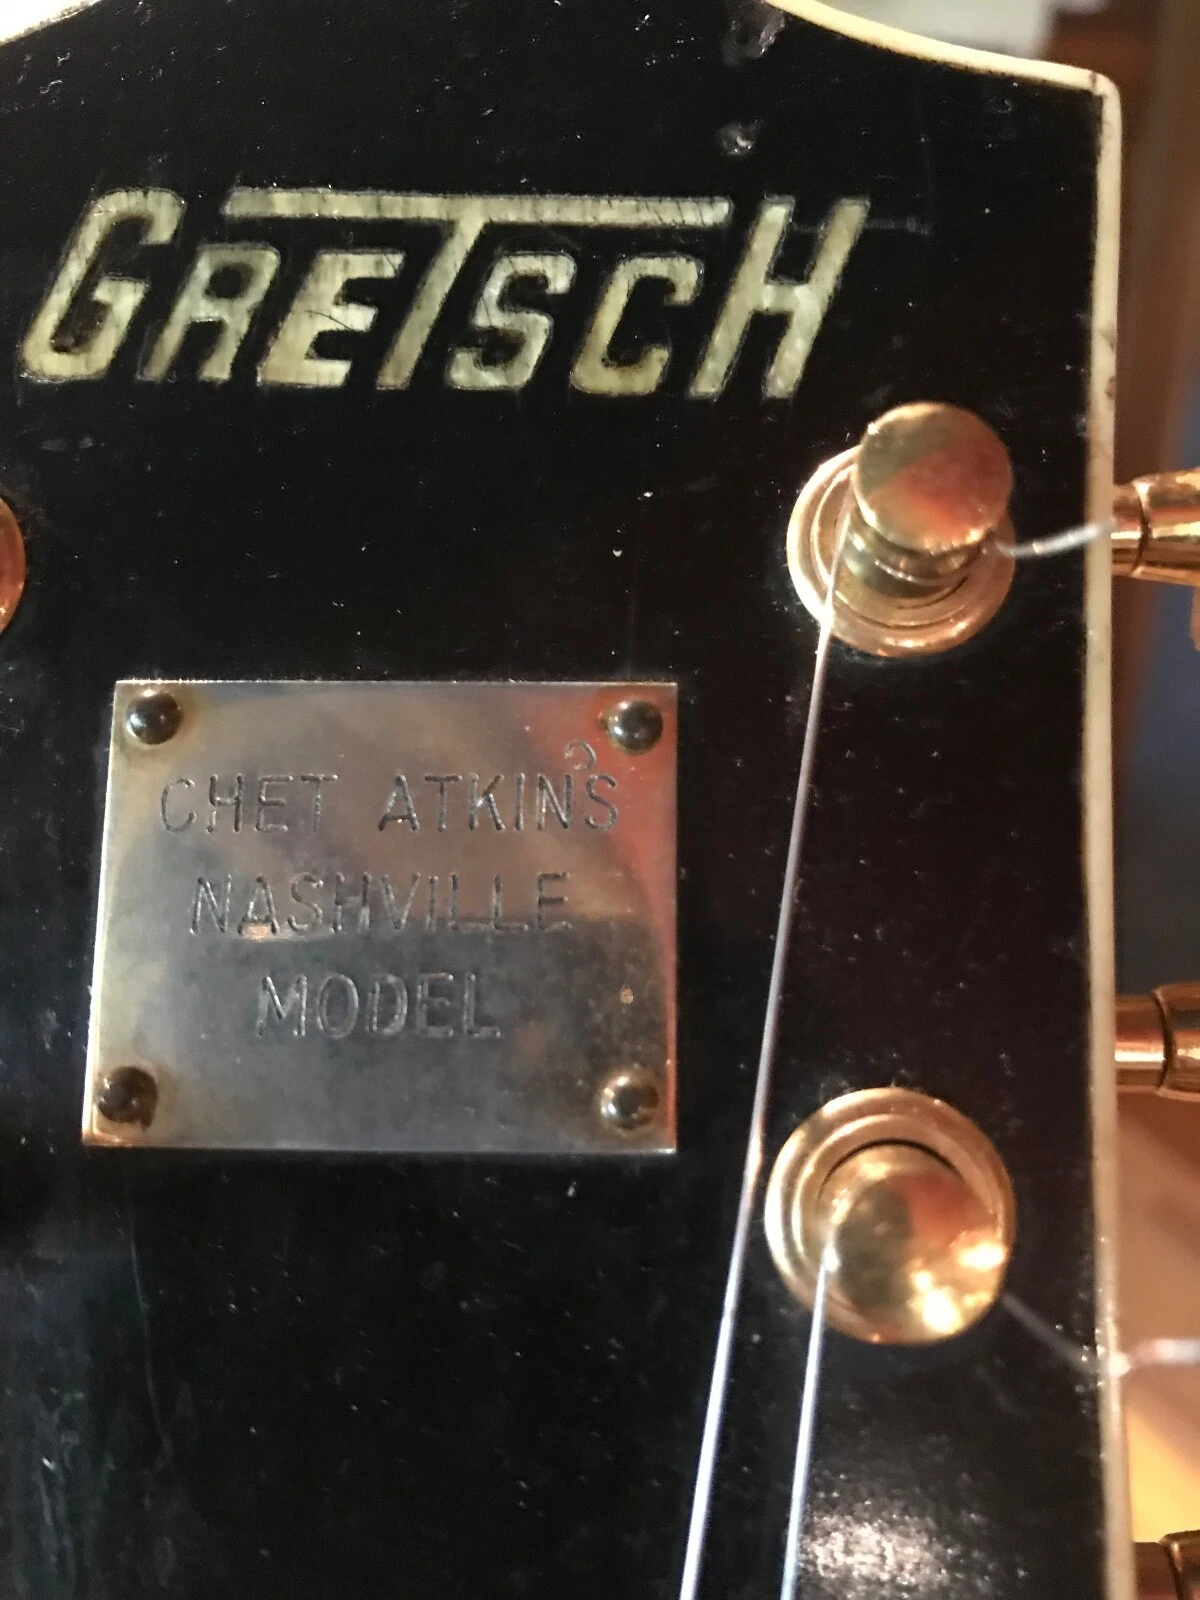 GRETSCH
CHET ATKINS
NASHVILLE
MODEL